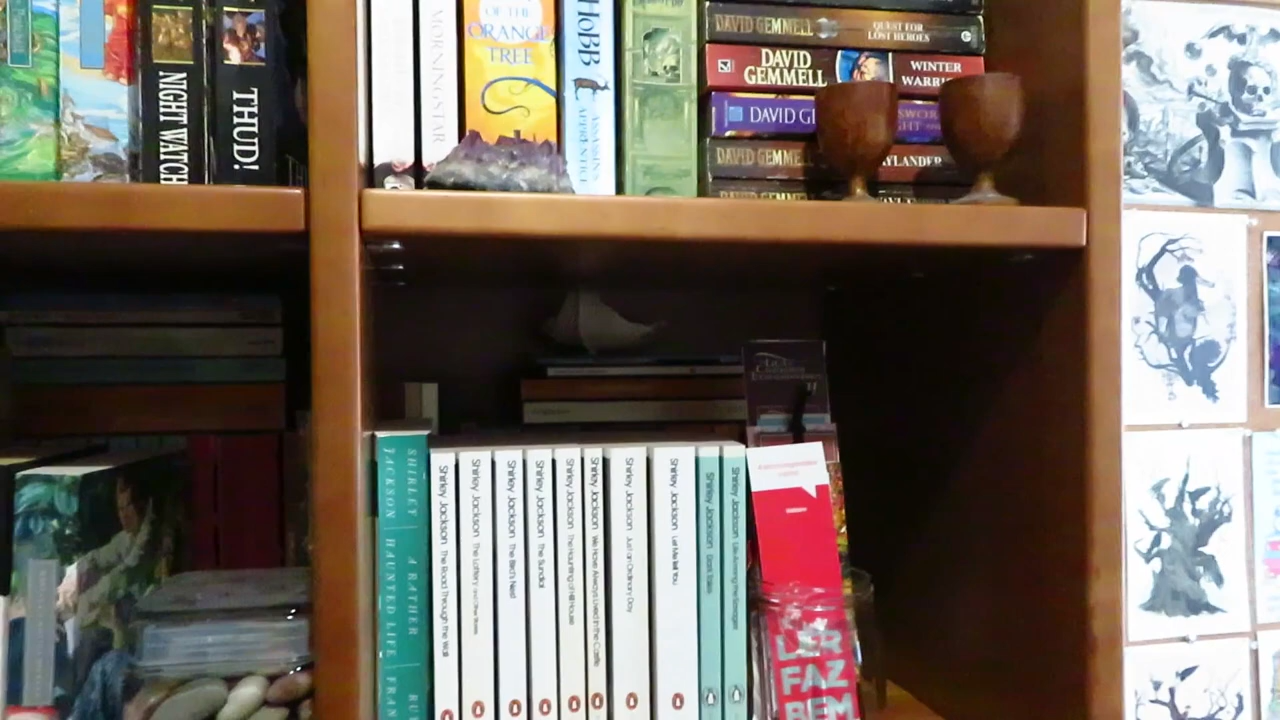 NIGHT WATCH
THUD!
MORNINGSTAR
OF THE
ORANGE
TREE
HOBB
ASSASSIN'S
APPRENTICE
DAVID GEMMELL QUEST FOR
LOST HEROES
DAVID
GEMMELL
WINTER
DAVID
DAVID GEMMELL
SHIRLEY
JACKSON
A RATHER
HAUNTED LIFE
Shirley Jackson The Road Through the Wall
Shirley Jackson The Lottery and Other Stories
Shirley Jackson The Bird's Nest
Shirley Jackson The Sundial
Shirley Jackson The Haunting of Hill House
Shirley Jackson We Have Always Lived in the Castle
Shirley Jackson Just an Ordinary Day
Shirley Jackson Let Me Tell You
Shirley Jackson Dark Tales
Shirley Jackson Life Among the Savages
LER
FAZ
BEM